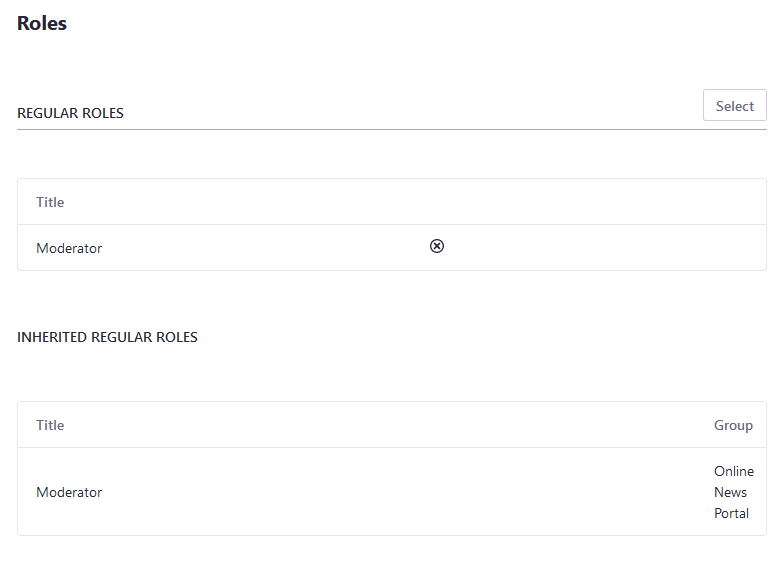 Roles
REGULAR ROLES
Select
Title
Moderator
INHERITED REGULAR ROLES
Title
Group
Moderator
Online
News
Portal